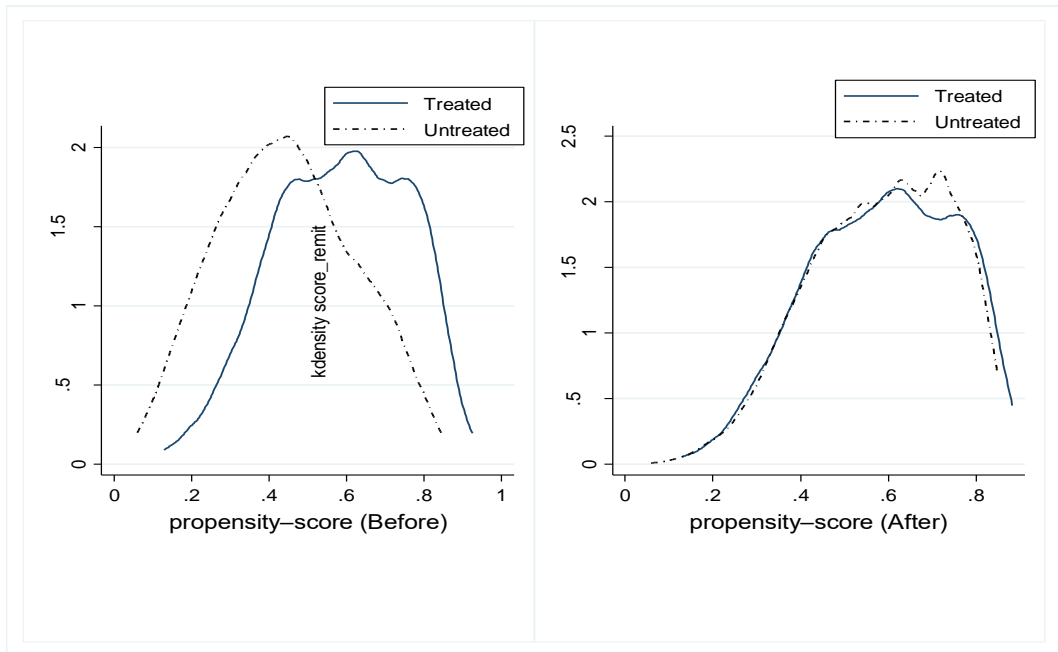 Treated
Untreated
2
1.5
1
.5
0
kdensity score_remit
0 .2 .4 .6 .8 1
propensity–score (Before)
Treated
Untreated
2.5
2
1.5
1
.5
0
0 .2 .4 .6 .8
propensity–score (After)